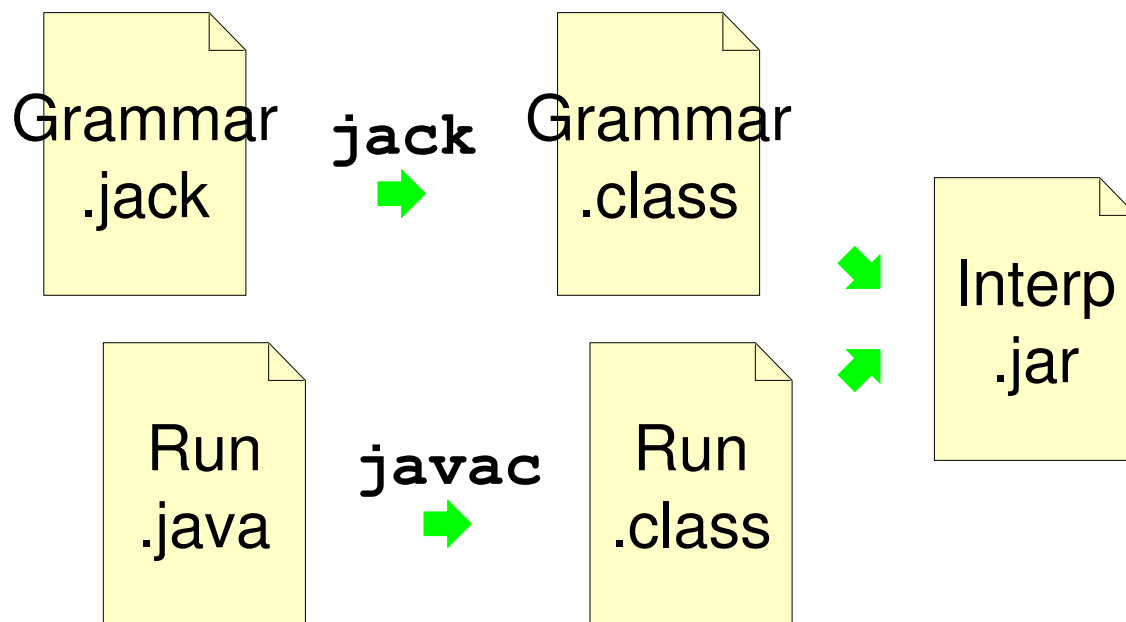 Grammar
.jack
jack
Grammar
.class
Interp
.jar
Run
.java
javac
Run
.class